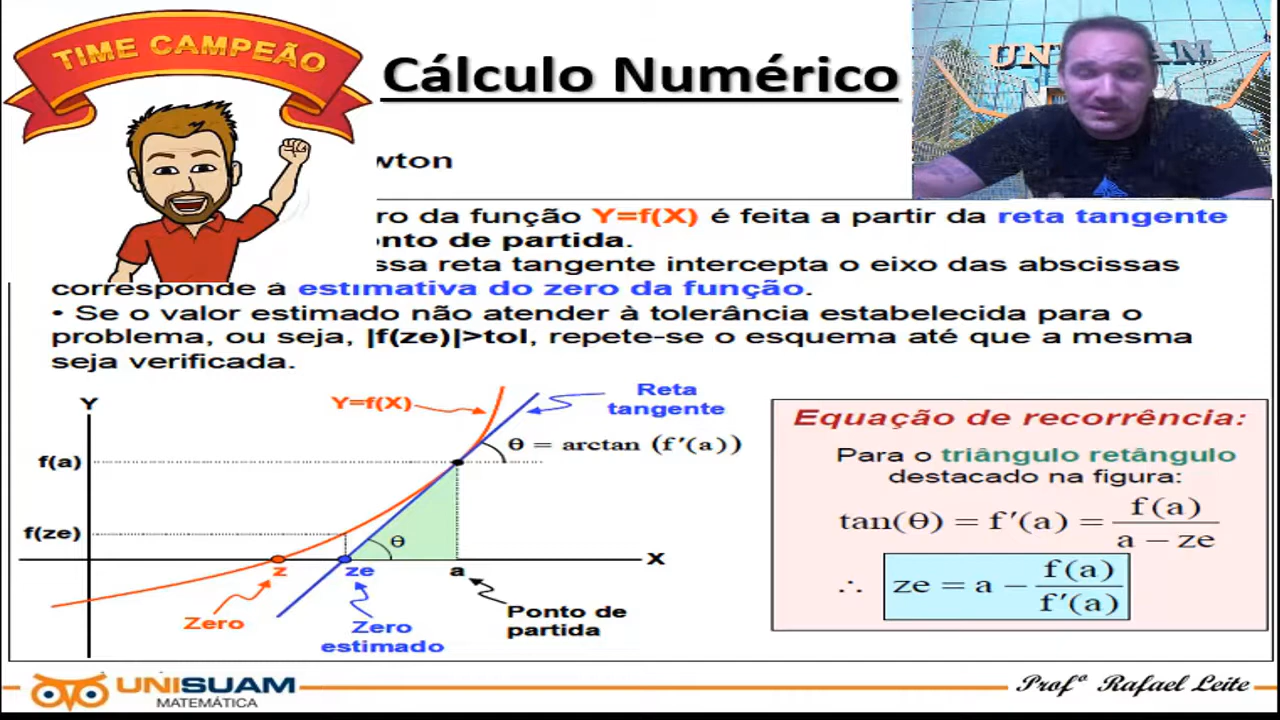 TIME CAMPEÃO
Cálculo Numérico
UNISUAM
wton
ro da função Y=f(X) é feita a partir da reta tangente
onto de partida.
ssa reta tangente intercepta o eixo das abscissas
corresponde à estimativa do zero da função.
• Se o valor estimado não atender à tolerância estabelecida para o
problema, ou seja, |f(ze)|>tol, repete-se o esquema até que a mesma
seja verificada.
Y
Y=f(X)
Reta
tangente
θ = arctan (f′(a))
f(a)
f(ze)
θ
z
ze
a
X
Zero
Zero
estimado
Ponto de
partida
Equação de recorrência:
Para o triângulo retângulo
destacado na figura:
tan(θ) = f′(a) = f(a) / a − ze
∴ ze = a − f(a) / f′(a)
UNISUAM
MATEMÁTICA
Profª Rafael Leite